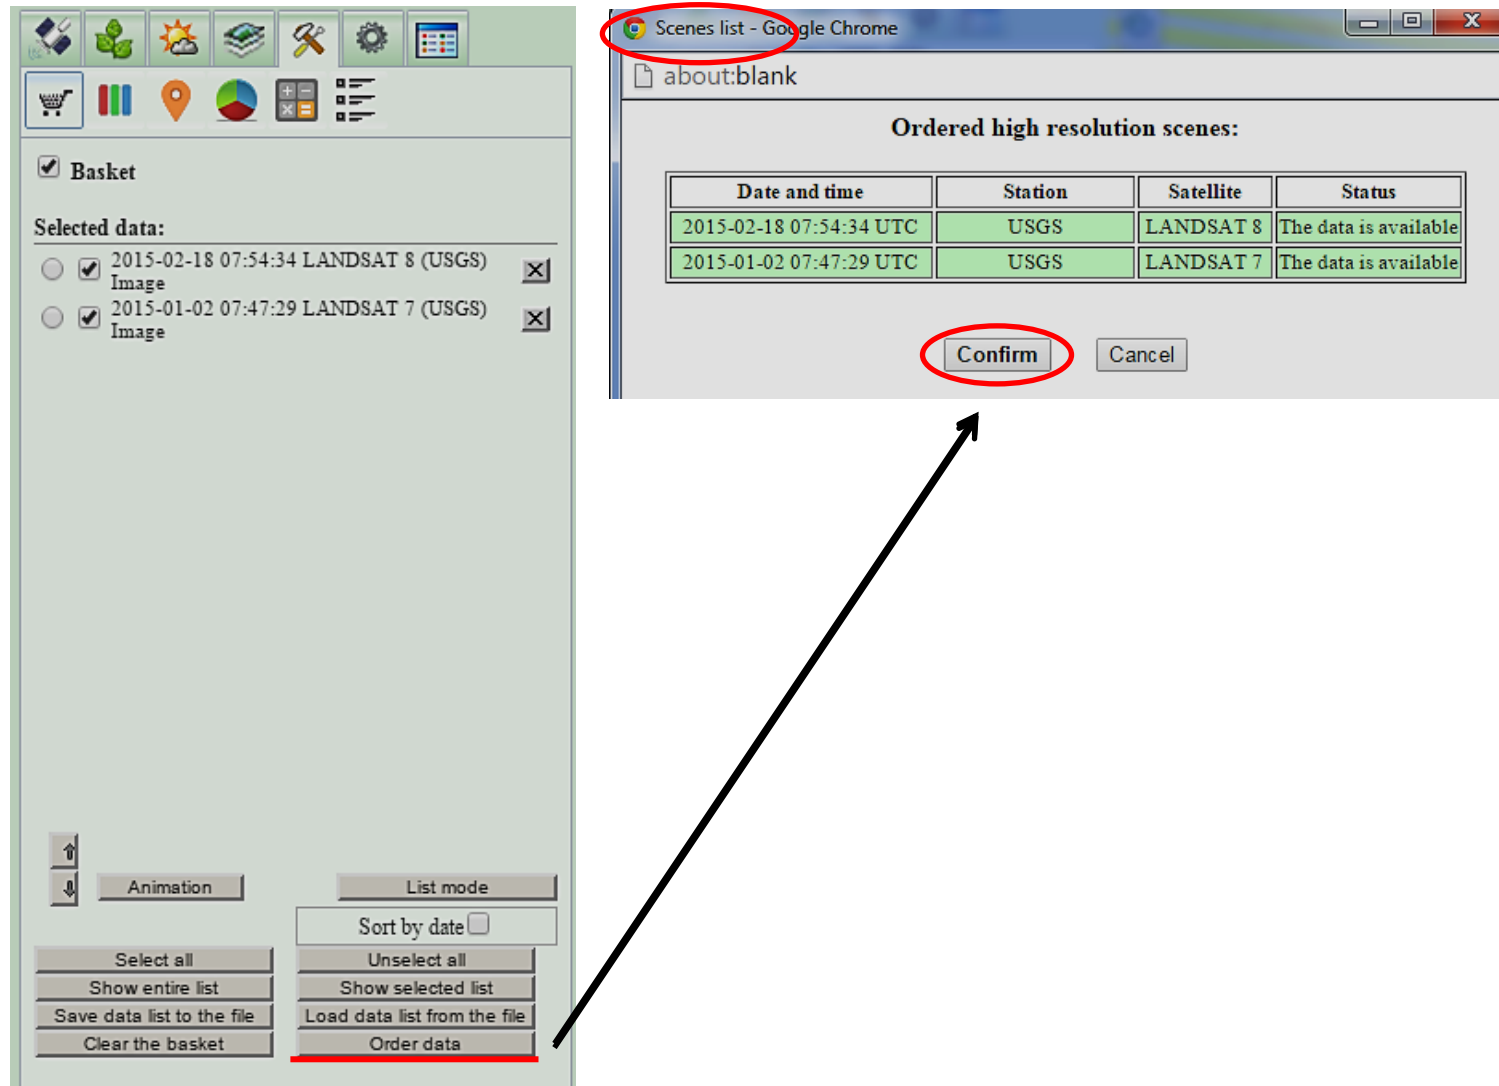 Basket
Selected data:
2015-02-18 07:54:34 LANDSAT 8 (USGS)
Image
2015-01-02 07:47:29 LANDSAT 7 (USGS)
Image
Animation
List mode
Sort by date
Select all
Unselect all
Show entire list
Show selected list
Save data list to the file
Load data list from the file
Clear the basket
Order data
Scenes list - Google Chrome
about:blank
Ordered high resolution scenes:
Date and time Station Satellite Status
2015-02-18 07:54:34 UTC USGS LANDSAT 8 The data is available
2015-01-02 07:47:29 UTC USGS LANDSAT 7 The data is available
Confirm Cancel